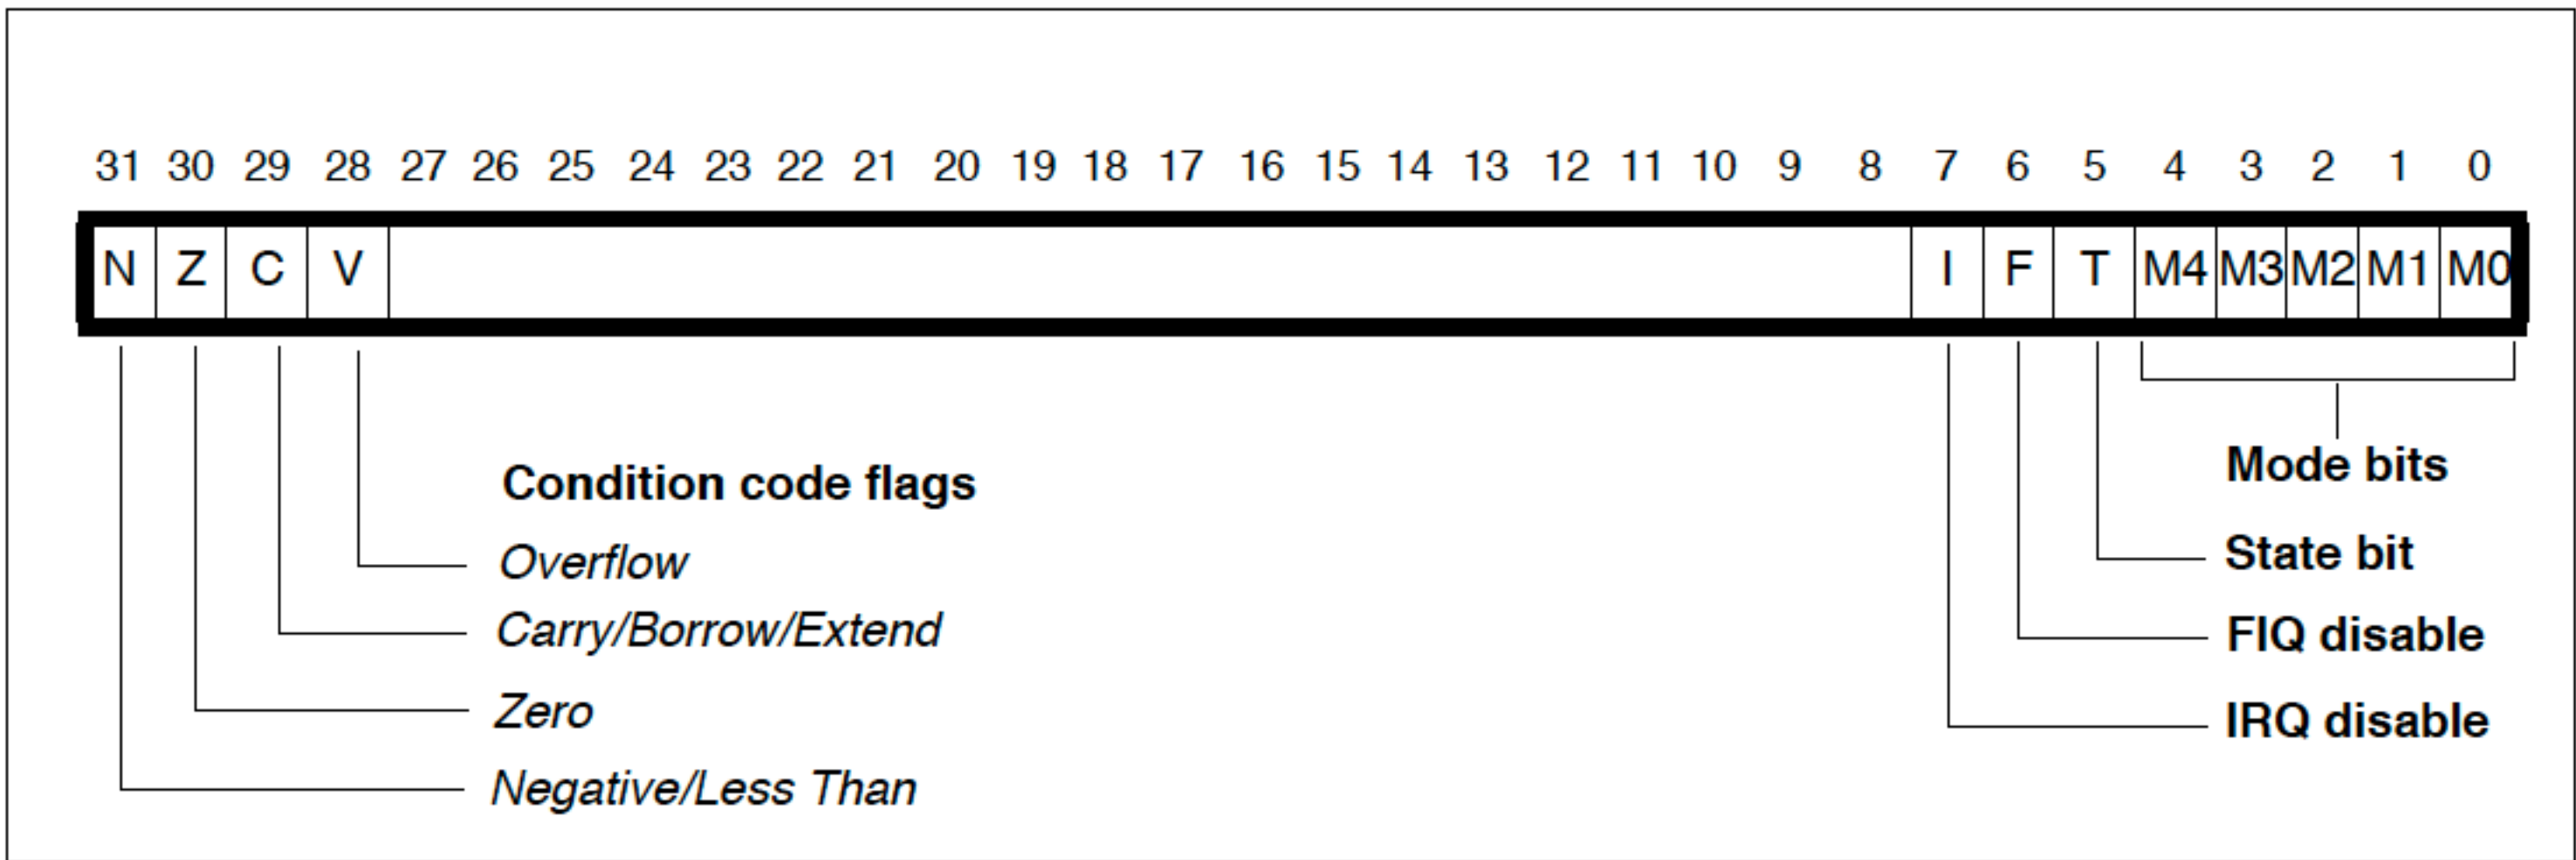 31 30 29 28 27 26 25 24 23 22 21 20 19 18 17 16 15 14 13 12 11 10 9 8 7 6 5 4 3 2 1 0
N Z C V I F T M4 M3 M2 M1 M0
Condition code flags
Overflow
Carry/Borrow/Extend
Zero
Negative/Less Than
Mode bits
State bit
FIQ disable
IRQ disable